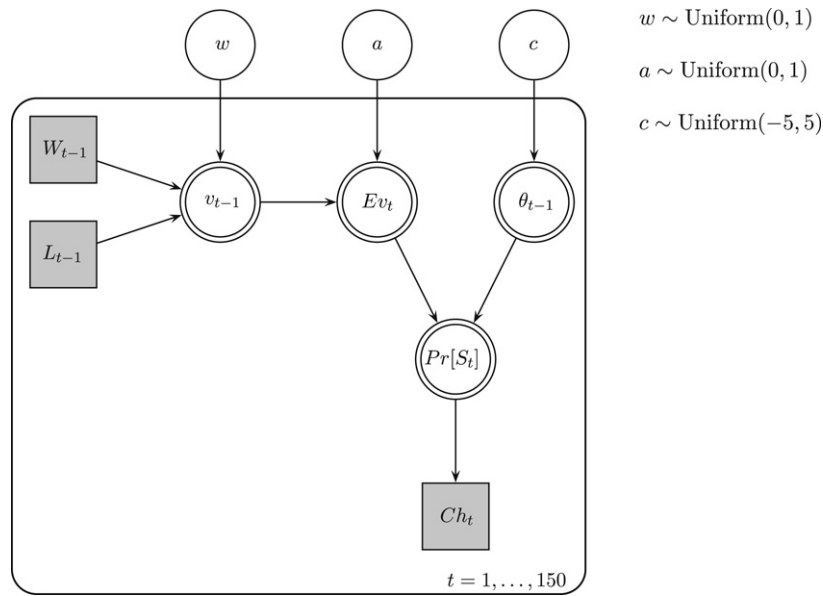 w a c w ∼ Uniform(0, 1)
a ∼ Uniform(0, 1)
c ∼ Uniform(−5, 5)
W_{t−1}
v_{t−1} Ev_t θ_{t−1}
L_{t−1}
Pr[S_t]
Ch_t
t = 1, . . . , 150